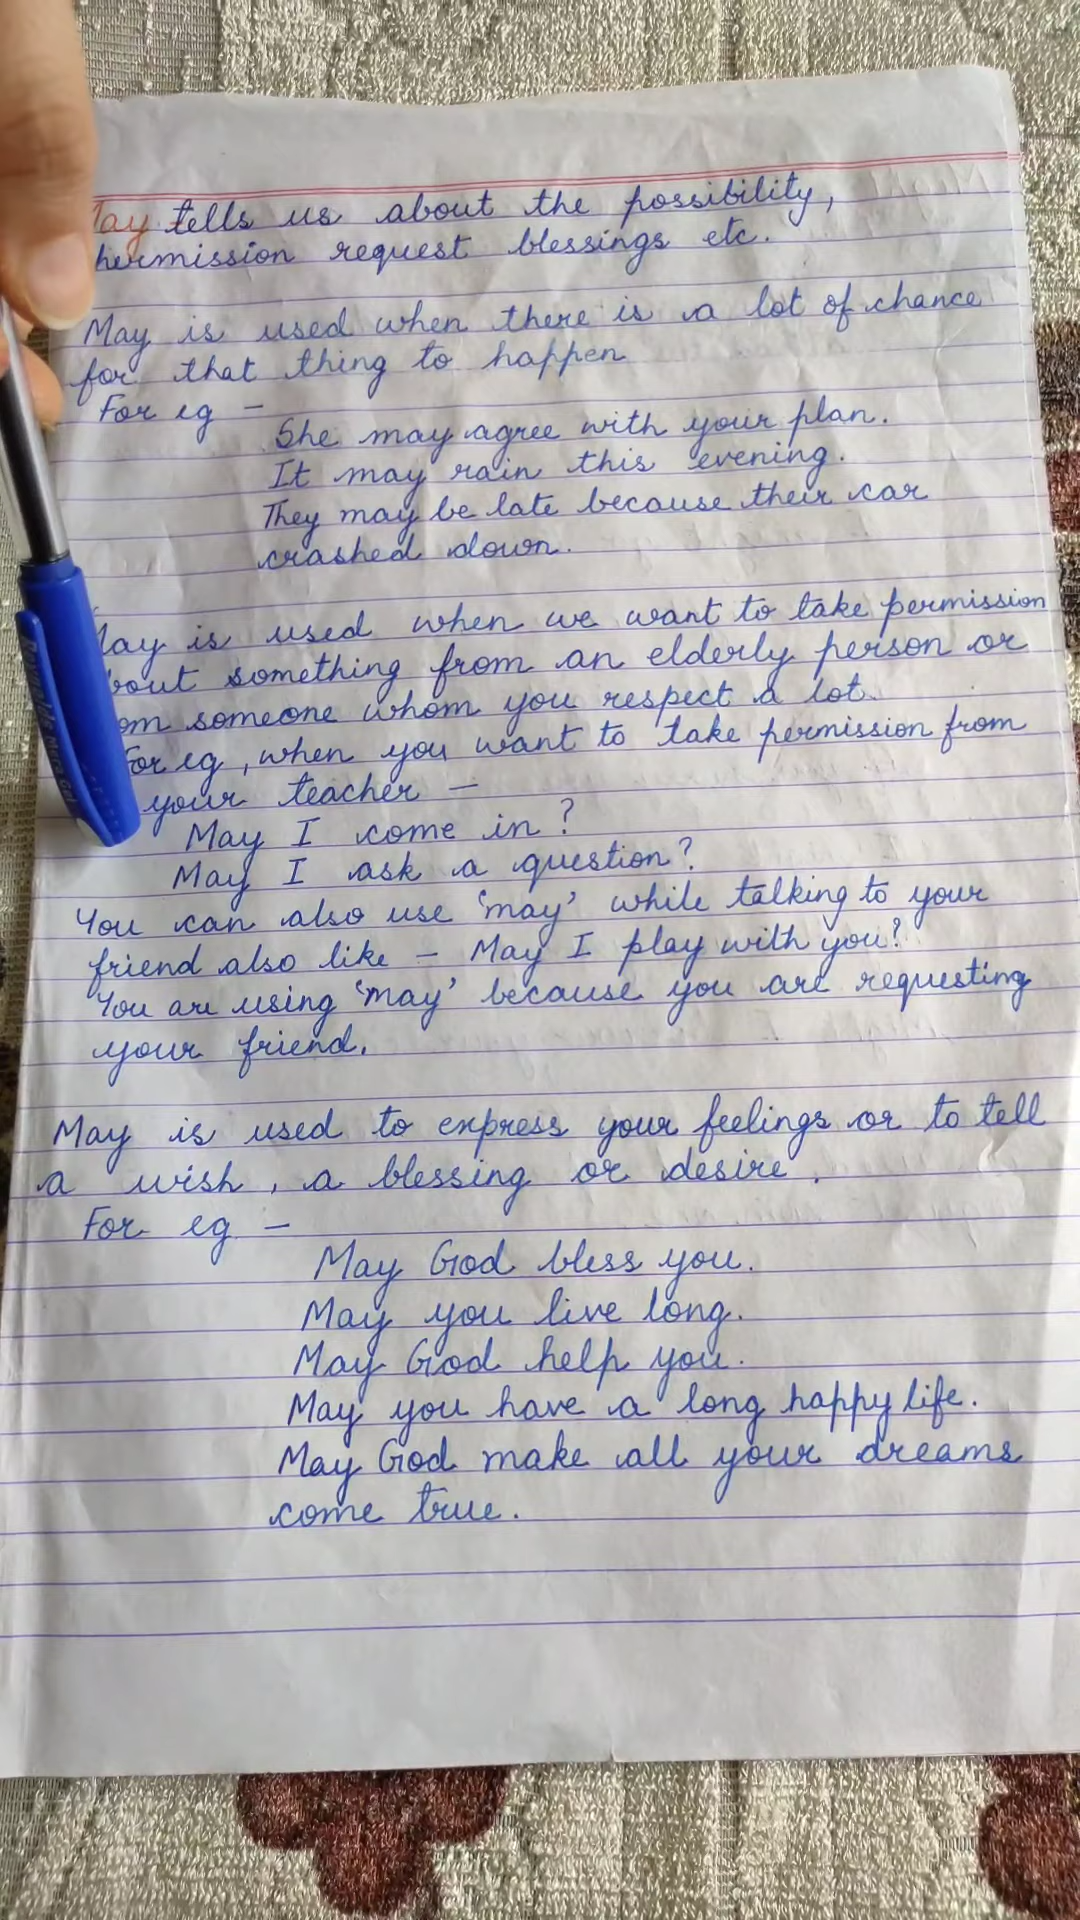 May tells us about the possibility,
permission request blessings etc.
May is used when there is a lot of chance
for that thing to happen
For eg -
She may agree with your plan.
It may rain this evening.
They may be late because their car
crashed down.
May is used when we want to take permission
about something from an elderly person or
from someone whom you respect a lot.
For eg, when you want to take permission from
your teacher -
May I come in?
May I ask a question?
You can also use 'may' while talking to your
friend also like - May I play with you?
You are using 'may' because you are requesting
your friend.
May is used to express your feelings or to tell
a wish, a blessing or desire.
For eg -
May God bless you.
May you live long.
May God help you.
May you have a long happy life.
May God make all your dreams
come true.